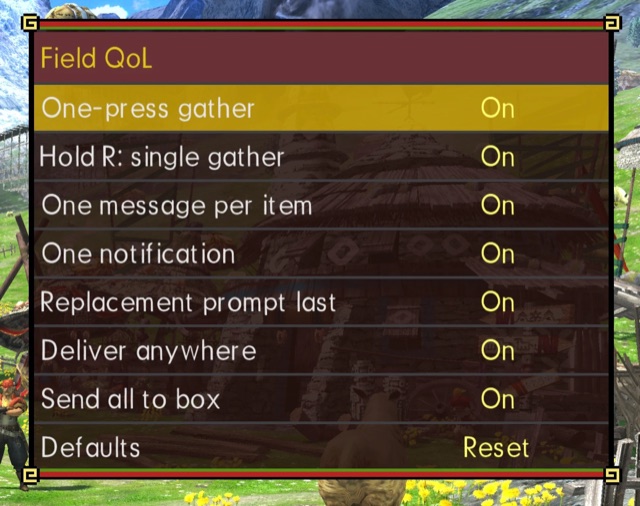 Field QoL
One-press gather On
Hold R: single gather On
One message per item On
One notification On
Replacement prompt last On
Deliver anywhere On
Send all to box On
Defaults Reset